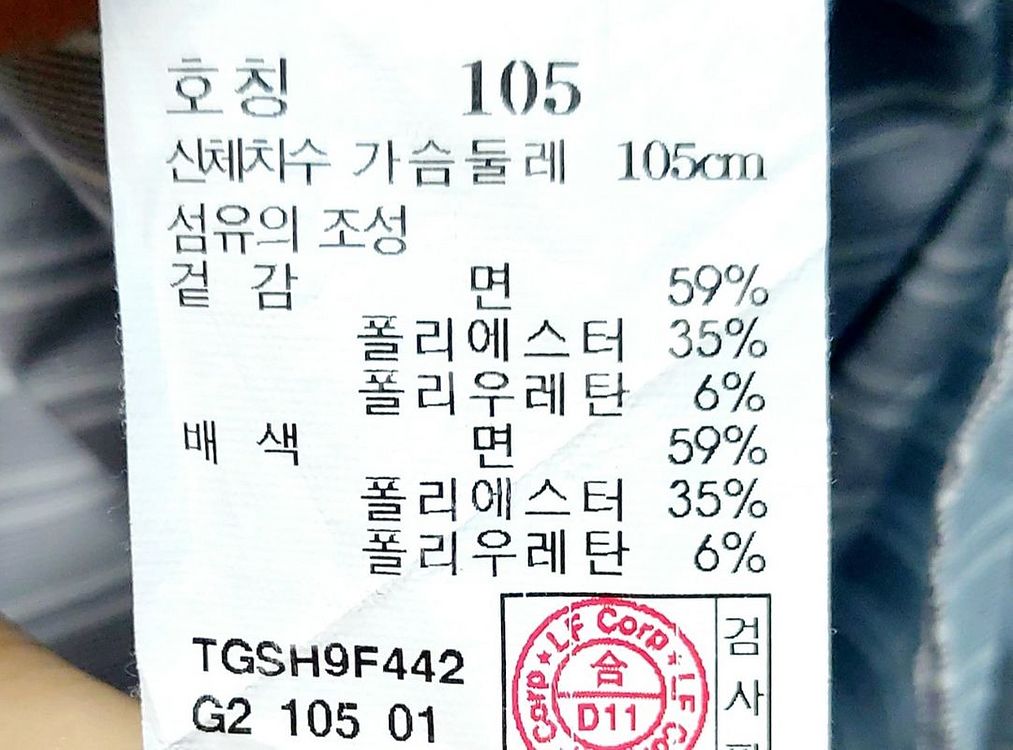 호칭 105
신체치수 가슴둘레 105cm
섬유의 조성
겉감 면 59%
폴리에스터 35%
폴리우레탄 6%
배색 면 59%
폴리에스터 35%
폴리우레탄 6%
TGSH9F442
G2 105 01
LF Corp ★ LF Co
Corp ★
合
D11
검사